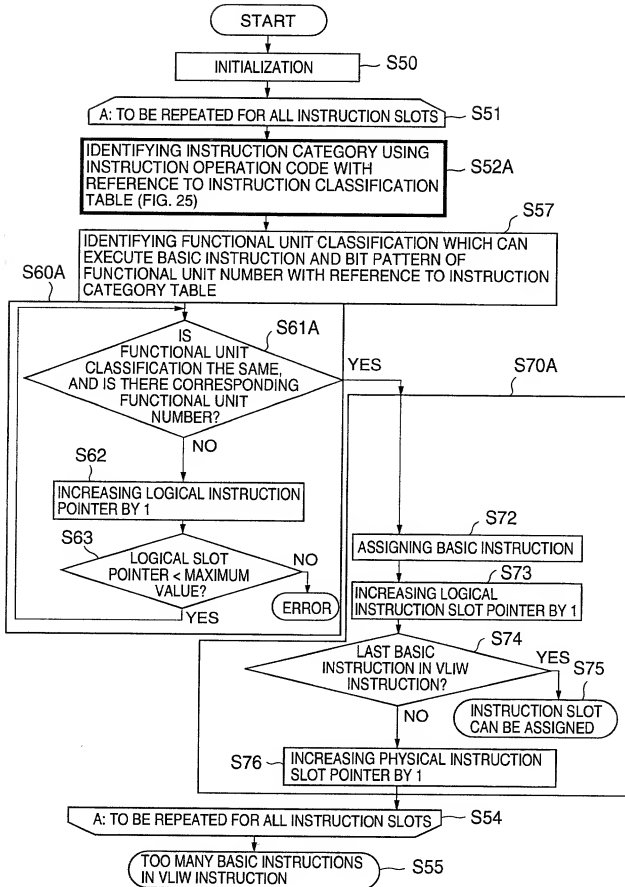 START
INITIALIZATION
S50
A: TO BE REPEATED FOR ALL INSTRUCTION SLOTS
S51
IDENTIFYING INSTRUCTION CATEGORY USING
INSTRUCTION OPERATION CODE WITH
REFERENCE TO INSTRUCTION CLASSIFICATION
TABLE (FIG. 25)
S52A
S57
IDENTIFYING FUNCTIONAL UNIT CLASSIFICATION WHICH CAN
EXECUTE BASIC INSTRUCTION AND BIT PATTERN OF
FUNCTIONAL UNIT NUMBER WITH REFERENCE TO INSTRUCTION
CATEGORY TABLE
S60A
S61A
IS
FUNCTIONAL UNIT
CLASSIFICATION THE SAME,
AND IS THERE CORRESPONDING
FUNCTIONAL UNIT
NUMBER?
YES
S70A
NO
S62
INCREASING LOGICAL INSTRUCTION
POINTER BY 1
S63
LOGICAL SLOT
POINTER < MAXIMUM
VALUE?
NO
ERROR
YES
S72
ASSIGNING BASIC INSTRUCTION
S73
INCREASING LOGICAL
INSTRUCTION SLOT POINTER BY 1
S74
LAST BASIC
INSTRUCTION IN VLIW
INSTRUCTION?
YES
S75
INSTRUCTION SLOT
CAN BE ASSIGNED
NO
S76
INCREASING PHYSICAL INSTRUCTION
SLOT POINTER BY 1
A: TO BE REPEATED FOR ALL INSTRUCTION SLOTS
S54
TOO MANY BASIC INSTRUCTIONS
IN VLIW INSTRUCTION
S55